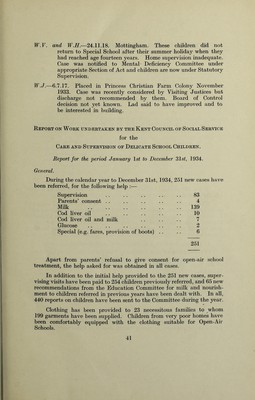 W.V. and W.H.—24.11.18. Mottingham. These children did not
return to Special School after their summer holiday when they
had reached age fourteen years. Home supervision inadequate.
Case was notified to Mental Deficiency Committee under
appropriate Section of Act and children are now under Statutory
Supervision.
W.J.—6.7.17. Placed in Princess Christian Farm Colony November
1933. Case was recently considered by Visiting Justices but
discharge not recommended by them. Board of Control
decision not yet known. Lad said to have improved and to
be interested in building.
Report on Work undertaken by the Kent Council of Social Service
for the
Care and Supervision of Delicate School Children.
Report for the period January 1st to December 31st, 1934.
General.
During the calendar year to December 31st, 1934, 251 new cases have
been referred, for the following help :—
Supervision .. .. .. .. .. 83
Parents' consent .. .. .. .. .. 4
Milk .. .. .. .. .. .. 139
Cod liver oil .. .. .. .. .. 10
Cod liver oil and milk .. .. .. .. 7
Glucose .. .. .. .. .. .. 2
Special (e.g. fares, provision of boots) .. .. 6
251
Apart from parents' refusal to give consent for open-air school
treatment, the help asked for was obtained in all cases.
In addition to the initial help provided to the 251 new cases, super-
vising visits have been paid to 234 children previously referred, and 65 new
recommendations from the Education Committee for milk and nourish-
ment to children referred in previous years have been dealt with. In all,
440 reports on children have been sent to the Committee during the year.
Clothing has been provided to 23 necessitous families to whom
199 garments have been supplied. Children from very poor homes have
been comfortably equipped with the clothing suitable for Open-Air
Schools.
41